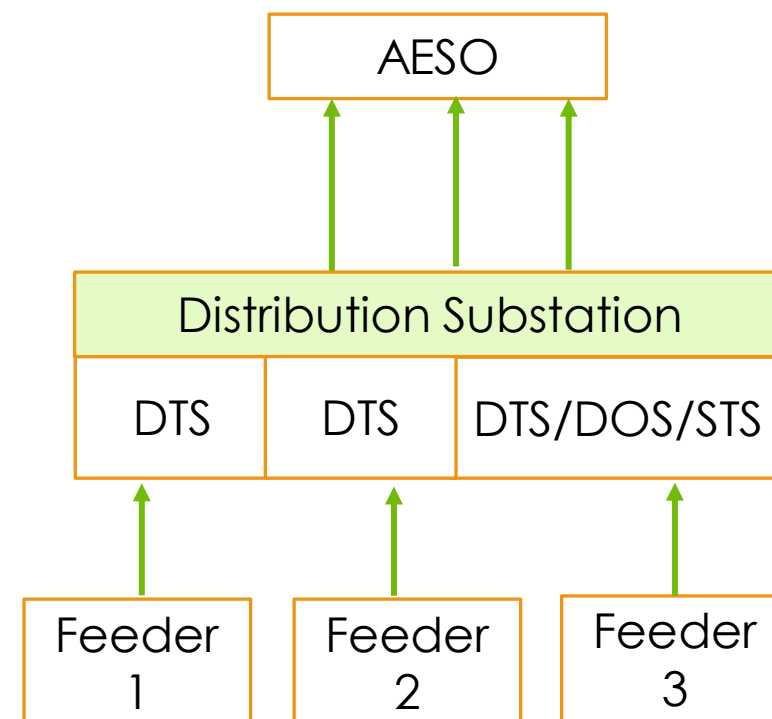 AESO
Distribution Substation
DTS
DTS
DTS/DOS/STS
Feeder
1
Feeder
2
Feeder
3